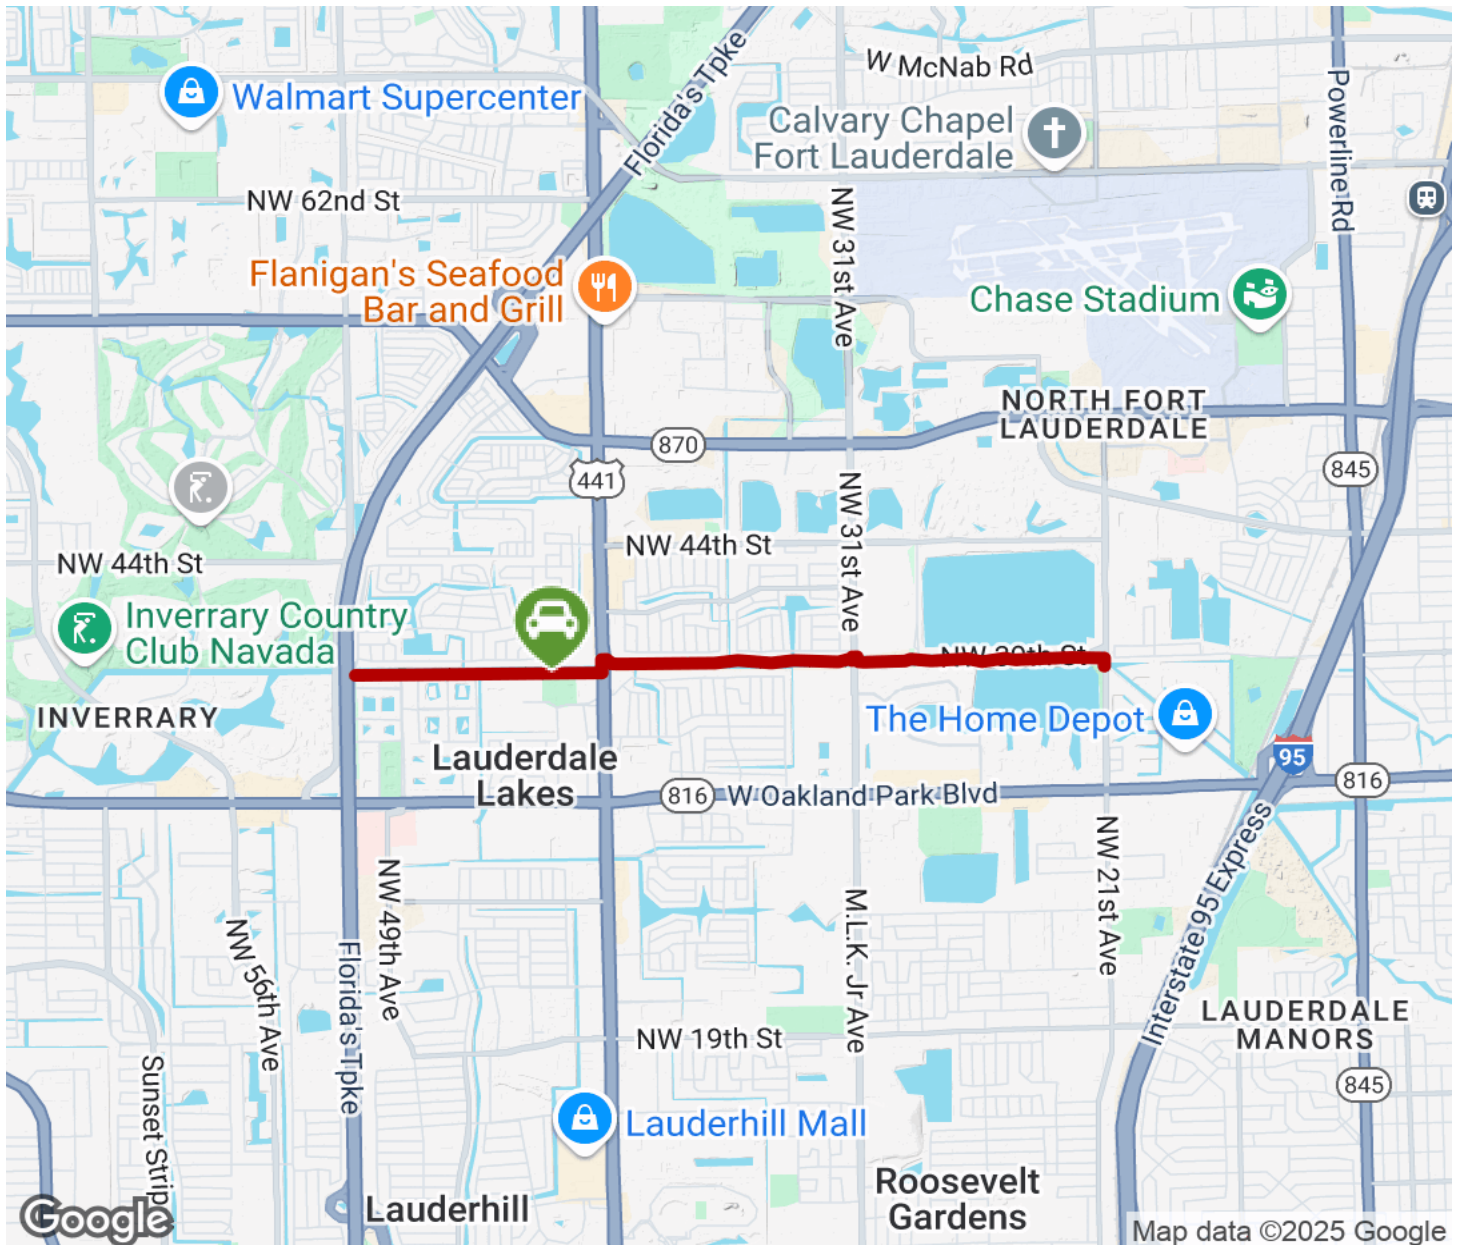 W McNab Rd
Florida's Tpke
Powerline Rd
Walmart Supercenter
Calvary Chapel
Fort Lauderdale
NW 62nd St
NW 31st Ave
Flanigan's Seafood
Bar and Grill
Chase Stadium
NORTH FORT
LAUDERDALE
870
441
845
NW 31st Ave
NW 44th St
NW 44th St
Inverrary Country
Club Navada
NW 39th St
INVERRARY
The Home Depot
Lauderdale
Lakes
95
816
W Oakland Park Blvd
816
NW 49th Ave
NW 21st Ave
Interstate 95 Express
M.L.K. Jr Ave
NW 56th Ave
Florida's Tpke
LAUDERDALE
MANORS
NW 19th St
Sunset Strip
845
Lauderhill Mall
Roosevelt
Gardens
Lauderhill
Google
Map data ©2025 Google